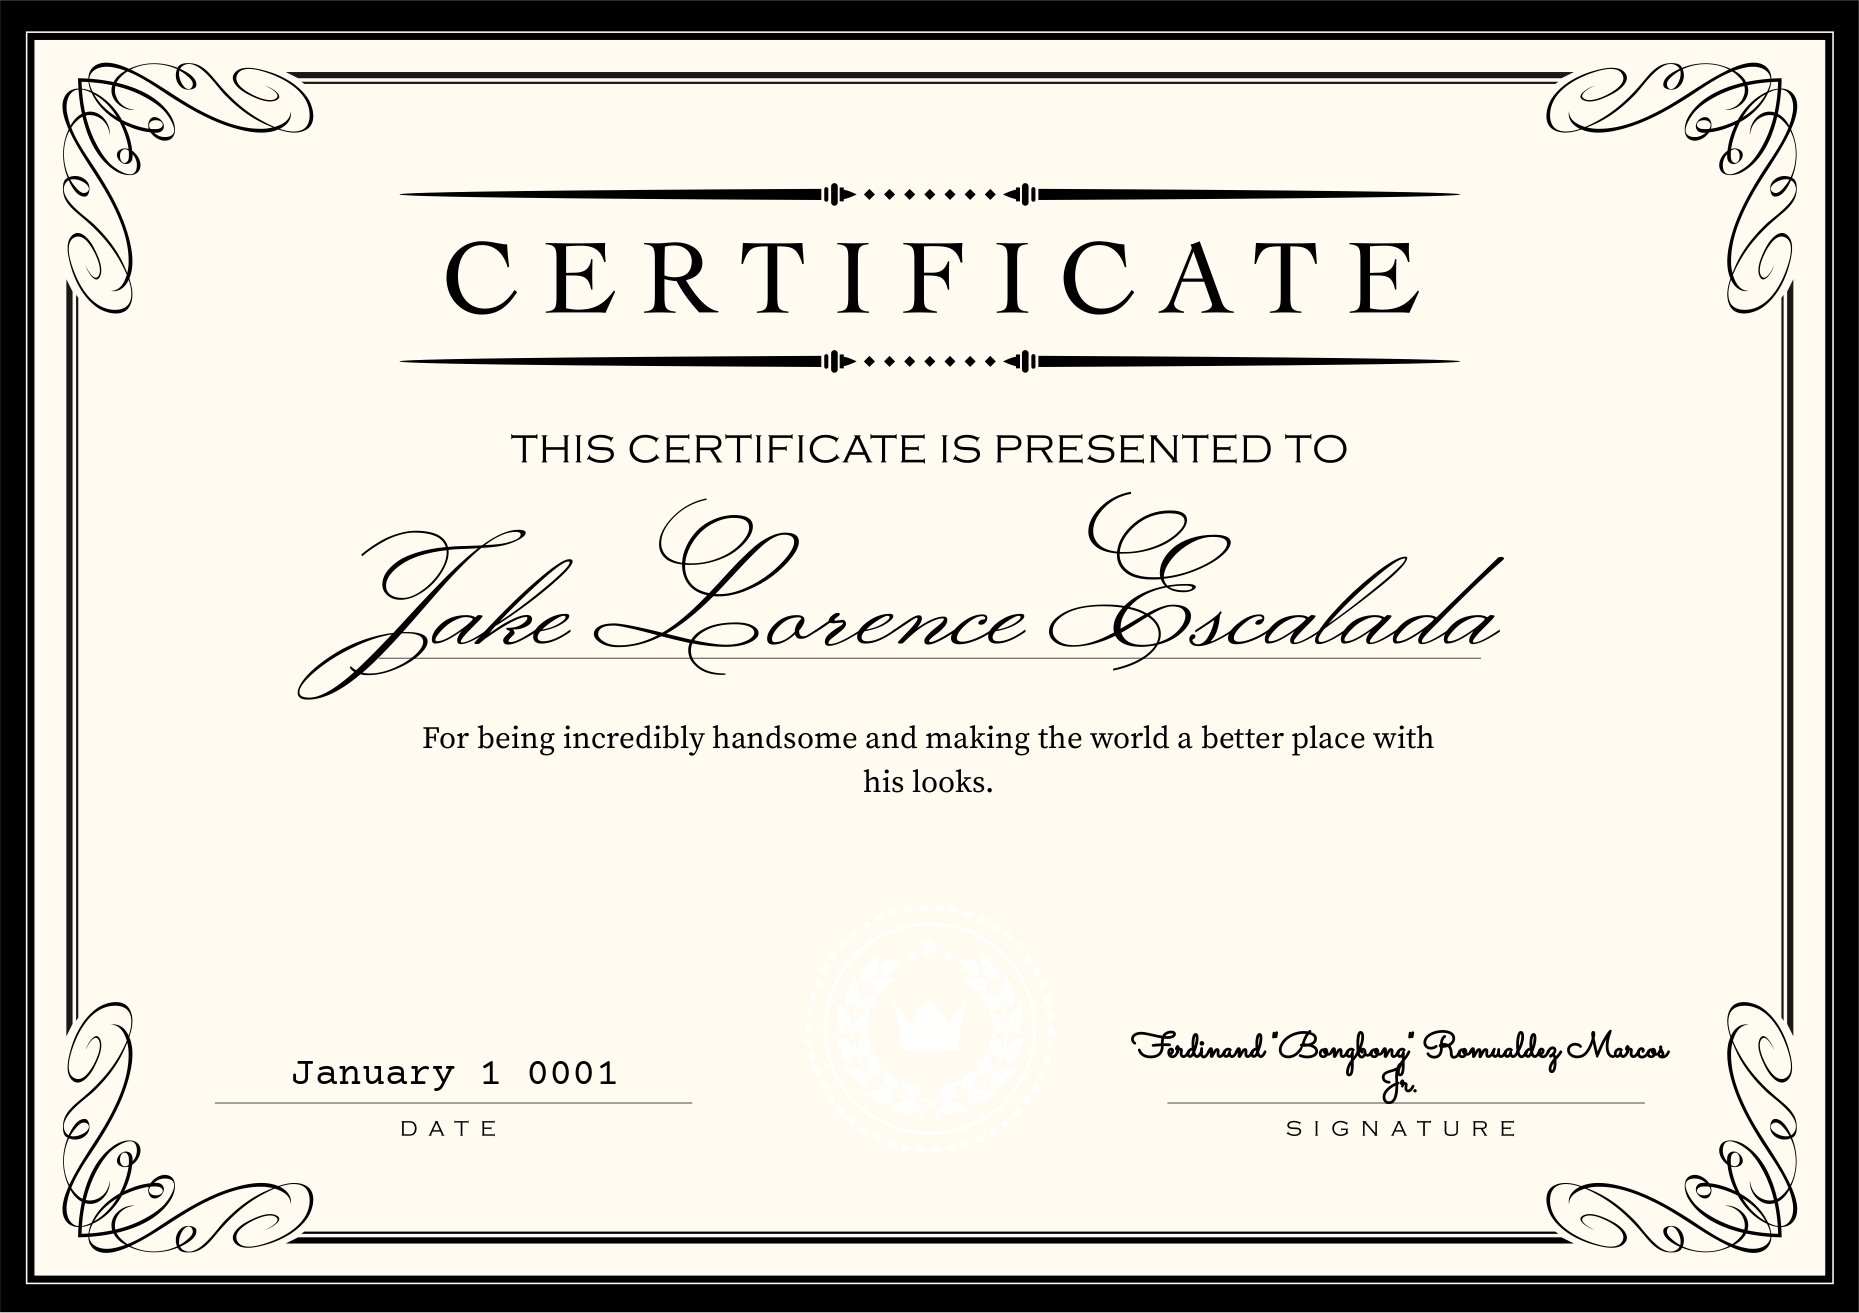 CERTIFICATE
THIS CERTIFICATE IS PRESENTED TO
Jake Lorence Escalada
For being incredibly handsome and making the world a better place with
his looks.
January 1 0001
DATE
Ferdinand "Bongbong" Romualdez Marcos
Jr.
SIGNATURE